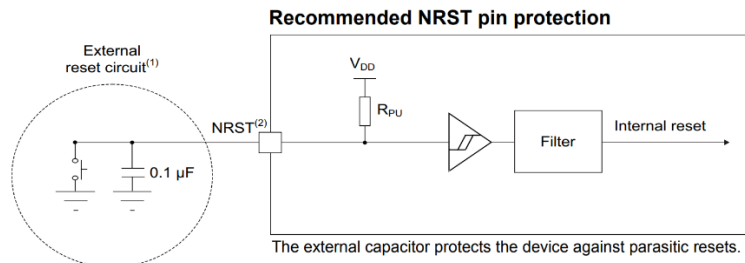 Recommended NRST pin protection
External
reset circuit(1)
VDD
RPU
NRST(2)
0.1 µF
Filter
Internal reset
The external capacitor protects the device against parasitic resets.